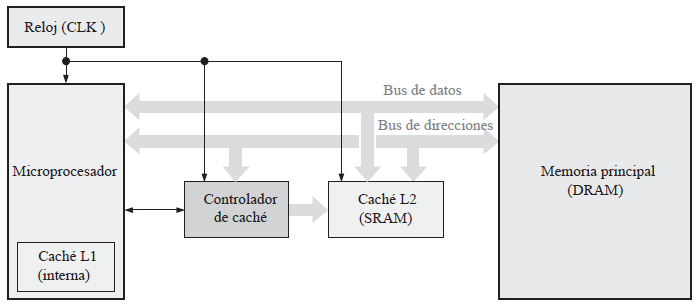 Reloj (CLK )
Bus de datos
Bus de direcciones
Microprocesador
Memoria principal
(DRAM)
Controlador
de caché
Caché L2
(SRAM)
Caché L1
(interna)